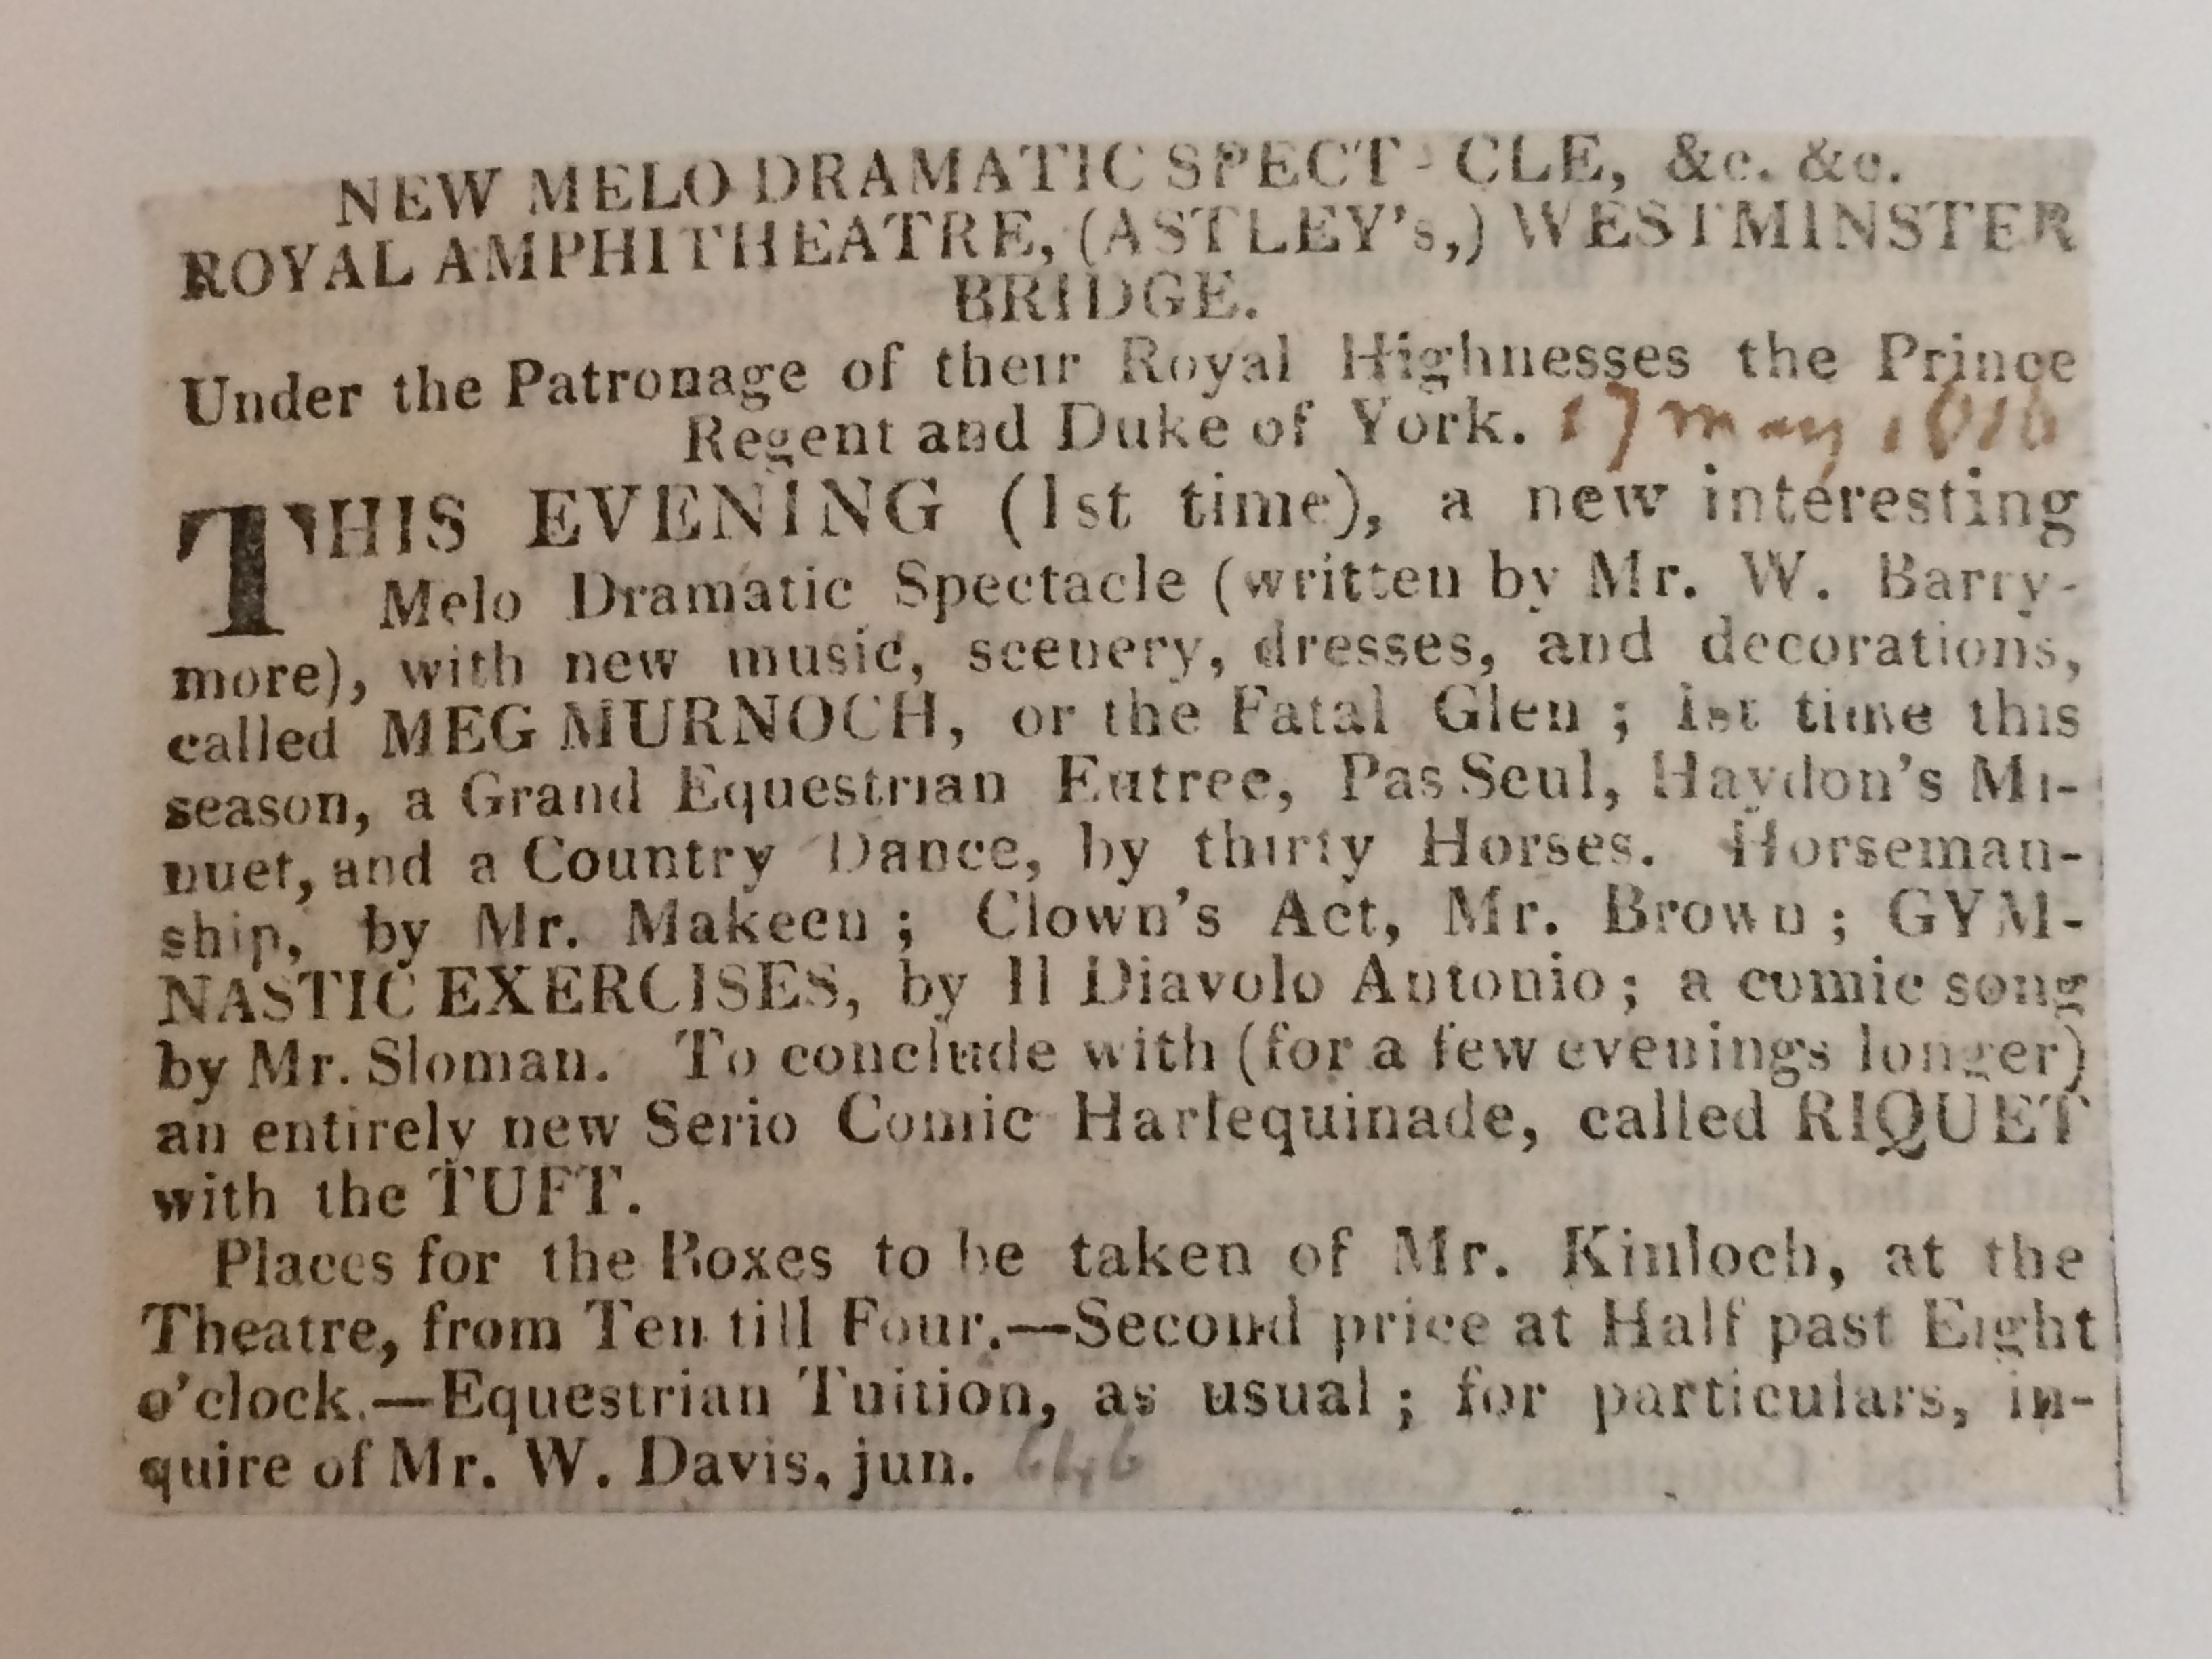 NEW MELO DRAMATIC SPECT CLE, &c. &c.
ROYAL AMPHITHEATRE, (ASTLEY's,) WESTMINSTER
BRIDGE.
Under the Patronage of their Royal Highnesses the Prince
Regent and Duke of York. 17 may 1816
THIS EVENING (1st time), a new interesting
Melo Dramatic Spectacle (written by Mr. W. Barry-
more), with new music, scenery, dresses, and decorations,
called MEG MURNOCH, or the Fatal Glen ; 1st time this
season, a Grand Equestrian Entree, Pas Seul, Haydon's Mi-
nuet, and a Country Dance, by thirty Horses. Horseman-
ship, by Mr. Makeen ; Clown's Act, Mr. Brown ; GYM-
NASTIC EXERCISES, by Il Diavolo Antonio ; a comic song
by Mr. Sloman. To conclude with (for a few evenings longer)
an entirely new Serio Comic Harlequinade, called RIQUET
with the TUFT.
Places for the Boxes to be taken of Mr. Kinloch, at the
Theatre, from Ten till Four.—Second price at Half past Eight
o'clock.—Equestrian Tuition, as usual ; for particulars, in-
quire of Mr. W. Davis, jun. 646